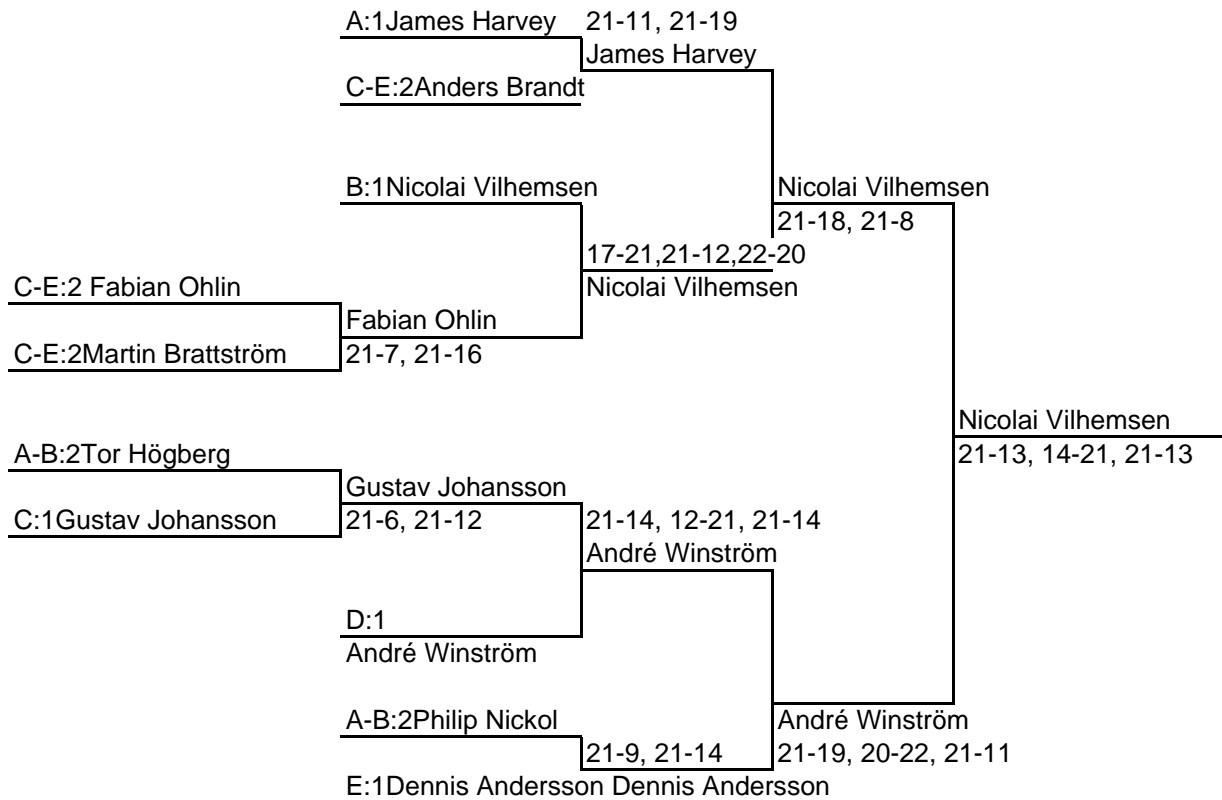 A:1James Harvey 21-11, 21-19
James Harvey
C-E:2Anders Brandt
B:1Nicolai Vilhemsen Nicolai Vilhemsen
21-18, 21-8
17-21,21-12,22-20
C-E:2 Fabian Ohlin Nicolai Vilhemsen
Fabian Ohlin
C-E:2Martin Brattström 21-7, 21-16
Nicolai Vilhemsen
A-B:2Tor Högberg 21-13, 14-21, 21-13
Gustav Johansson
C:1Gustav Johansson 21-6, 21-12 21-14, 12-21, 21-14
André Winström
D:1
André Winström
A-B:2Philip Nickol André Winström
21-9, 21-14 21-19, 20-22, 21-11
E:1Dennis Andersson Dennis Andersson